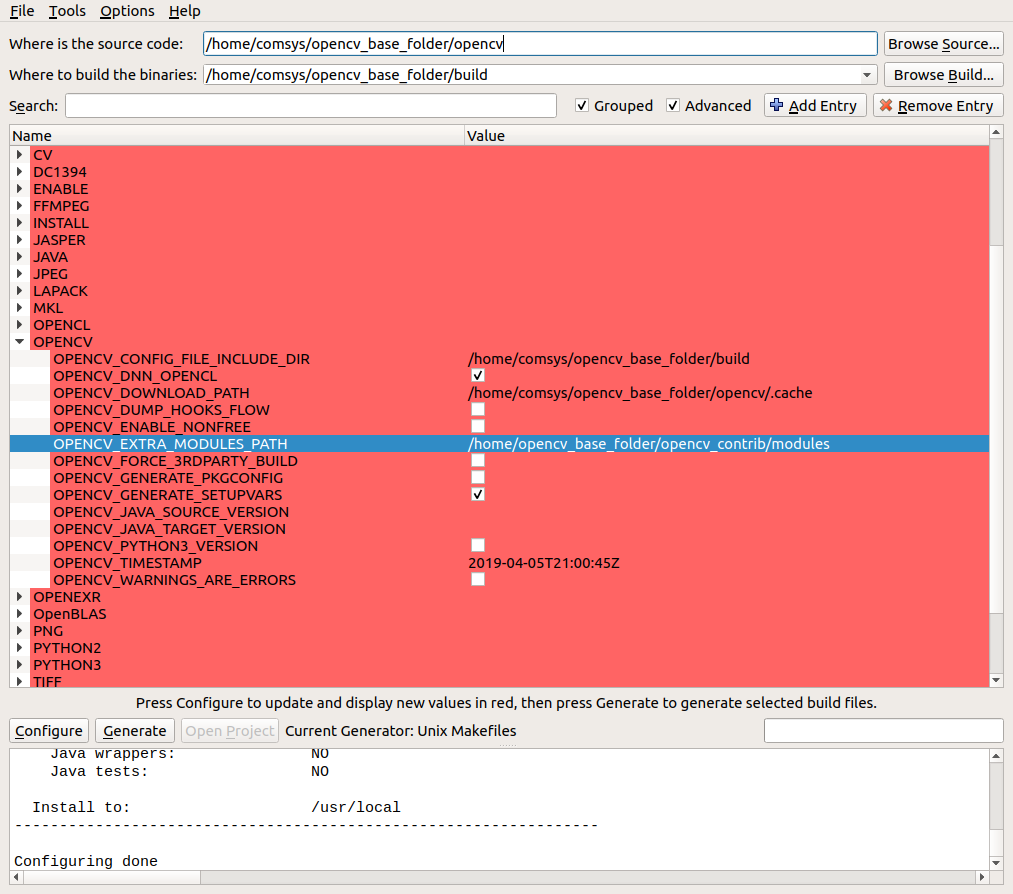 File Tools Options Help
Where is the source code: /home/comsys/opencv_base_folder/opencv Browse Source...
Where to build the binaries: /home/comsys/opencv_base_folder/build Browse Build...
Search: Grouped Advanced Add Entry Remove Entry
Name Value
CV
DC1394
ENABLE
FFMPEG
INSTALL
JASPER
JAVA
JPEG
LAPACK
MKL
OPENCL
OPENCV
OPENCV_CONFIG_FILE_INCLUDE_DIR /home/comsys/opencv_base_folder/build
OPENCV_DNN_OPENCL
OPENCV_DOWNLOAD_PATH /home/comsys/opencv_base_folder/opencv/.cache
OPENCV_DUMP_HOOKS_FLOW
OPENCV_ENABLE_NONFREE
OPENCV_EXTRA_MODULES_PATH /home/opencv_base_folder/opencv_contrib/modules
OPENCV_FORCE_3RDPARTY_BUILD
OPENCV_GENERATE_PKGCONFIG
OPENCV_GENERATE_SETUPVARS
OPENCV_JAVA_SOURCE_VERSION
OPENCV_JAVA_TARGET_VERSION
OPENCV_PYTHON3_VERSION
OPENCV_TIMESTAMP 2019-04-05T21:00:45Z
OPENCV_WARNINGS_ARE_ERRORS
OPENEXR
OpenBLAS
PNG
PYTHON2
PYTHON3
TIFF
Press Configure to update and display new values in red, then press Generate to generate selected build files.
Configure Generate Open Project Current Generator: Unix Makefiles
Java wrappers: NO
Java tests: NO
Install to: /usr/local
-----------------------------------------------------------------
Configuring done